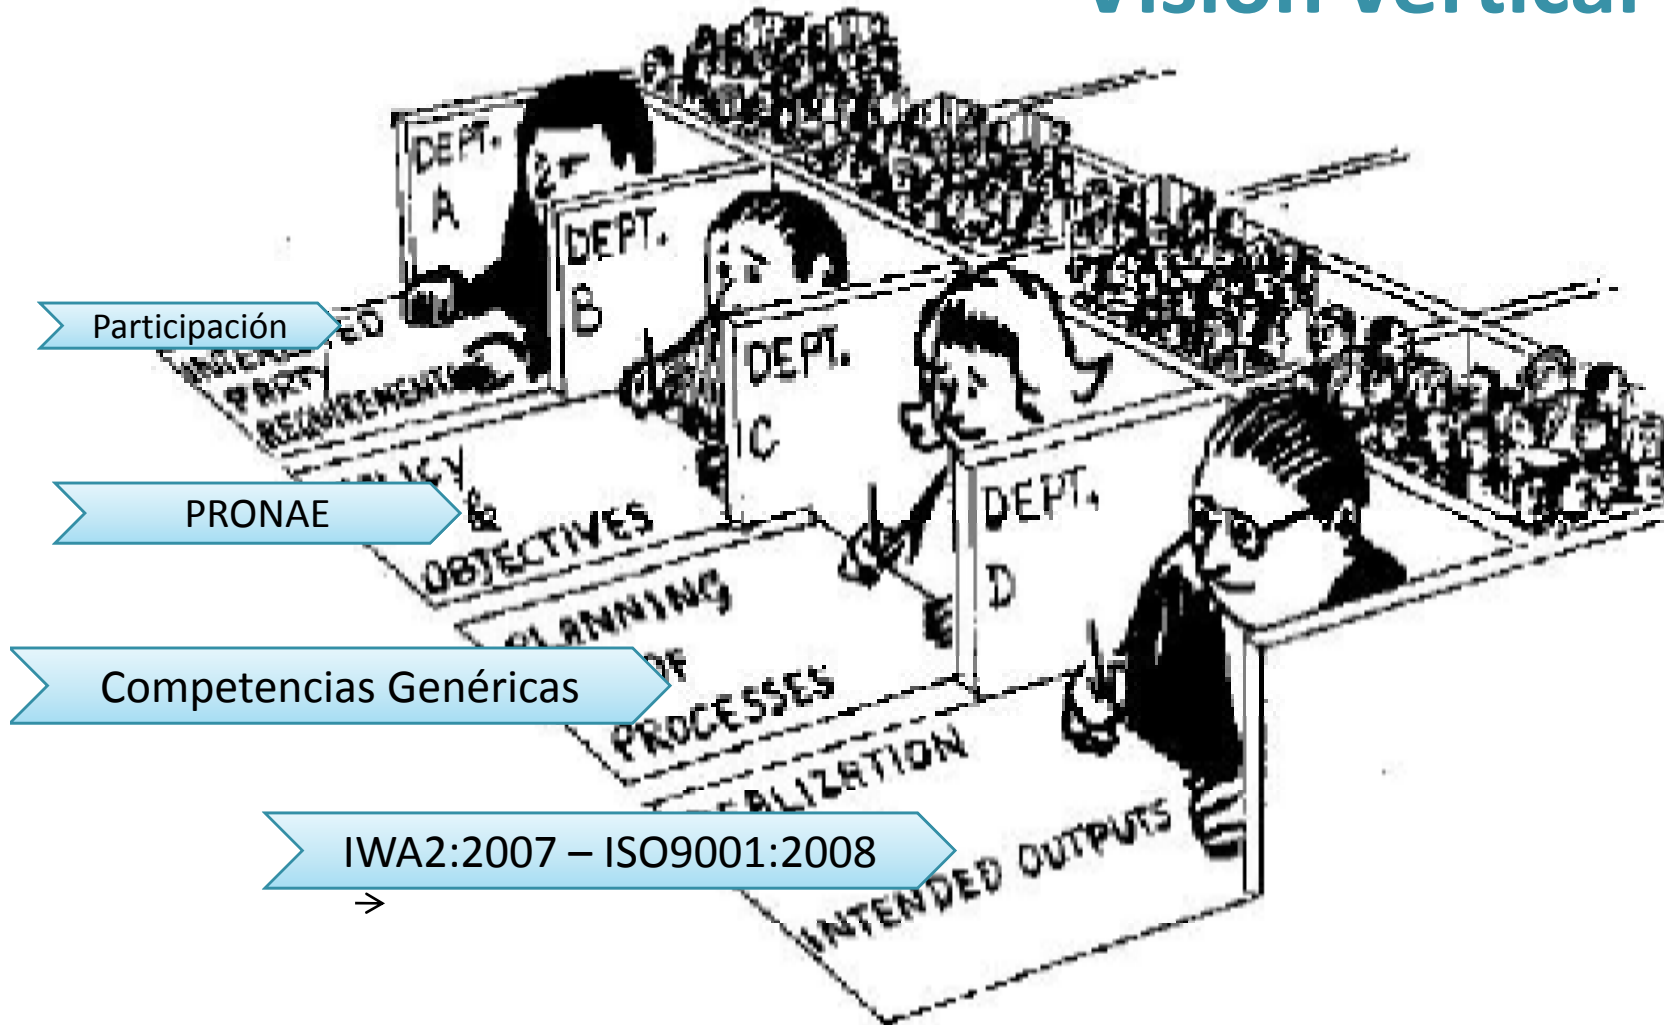 Visión vertical
DEPT.
A
DEPT.
B
DEPT.
C
DEPT.
D
Participación
PARTY
REQUIREMENTS
PRONAE
&
OBJECTIVES
PLANNING
OF
PROCESSES
Competencias Genéricas
IWA2:2007 – ISO9001:2008
→
INTENDED OUTPUTS